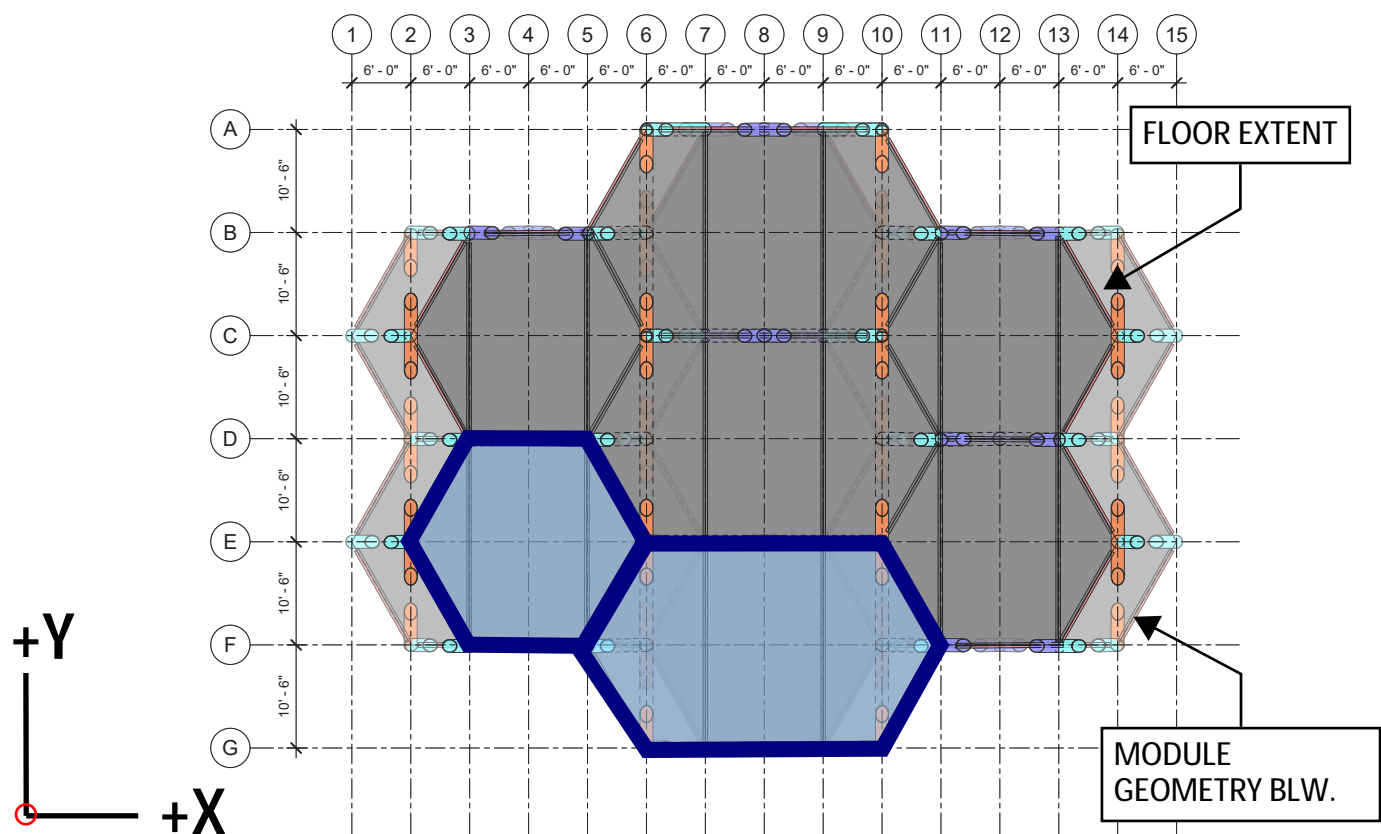 1 2 3 4 5 6 7 8 9 10 11 12 13 14 15
6' - 0" 6' - 0" 6' - 0" 6' - 0" 6' - 0" 6' - 0" 6' - 0" 6' - 0" 6' - 0" 6' - 0" 6' - 0" 6' - 0" 6' - 0" 6' - 0"
A
FLOOR EXTENT
10' - 6"
B
10' - 6"
C
10' - 6"
D
10' - 6"
E
10' - 6"
F
+Y
10' - 6"
G
MODULE
GEOMETRY BLW.
+X